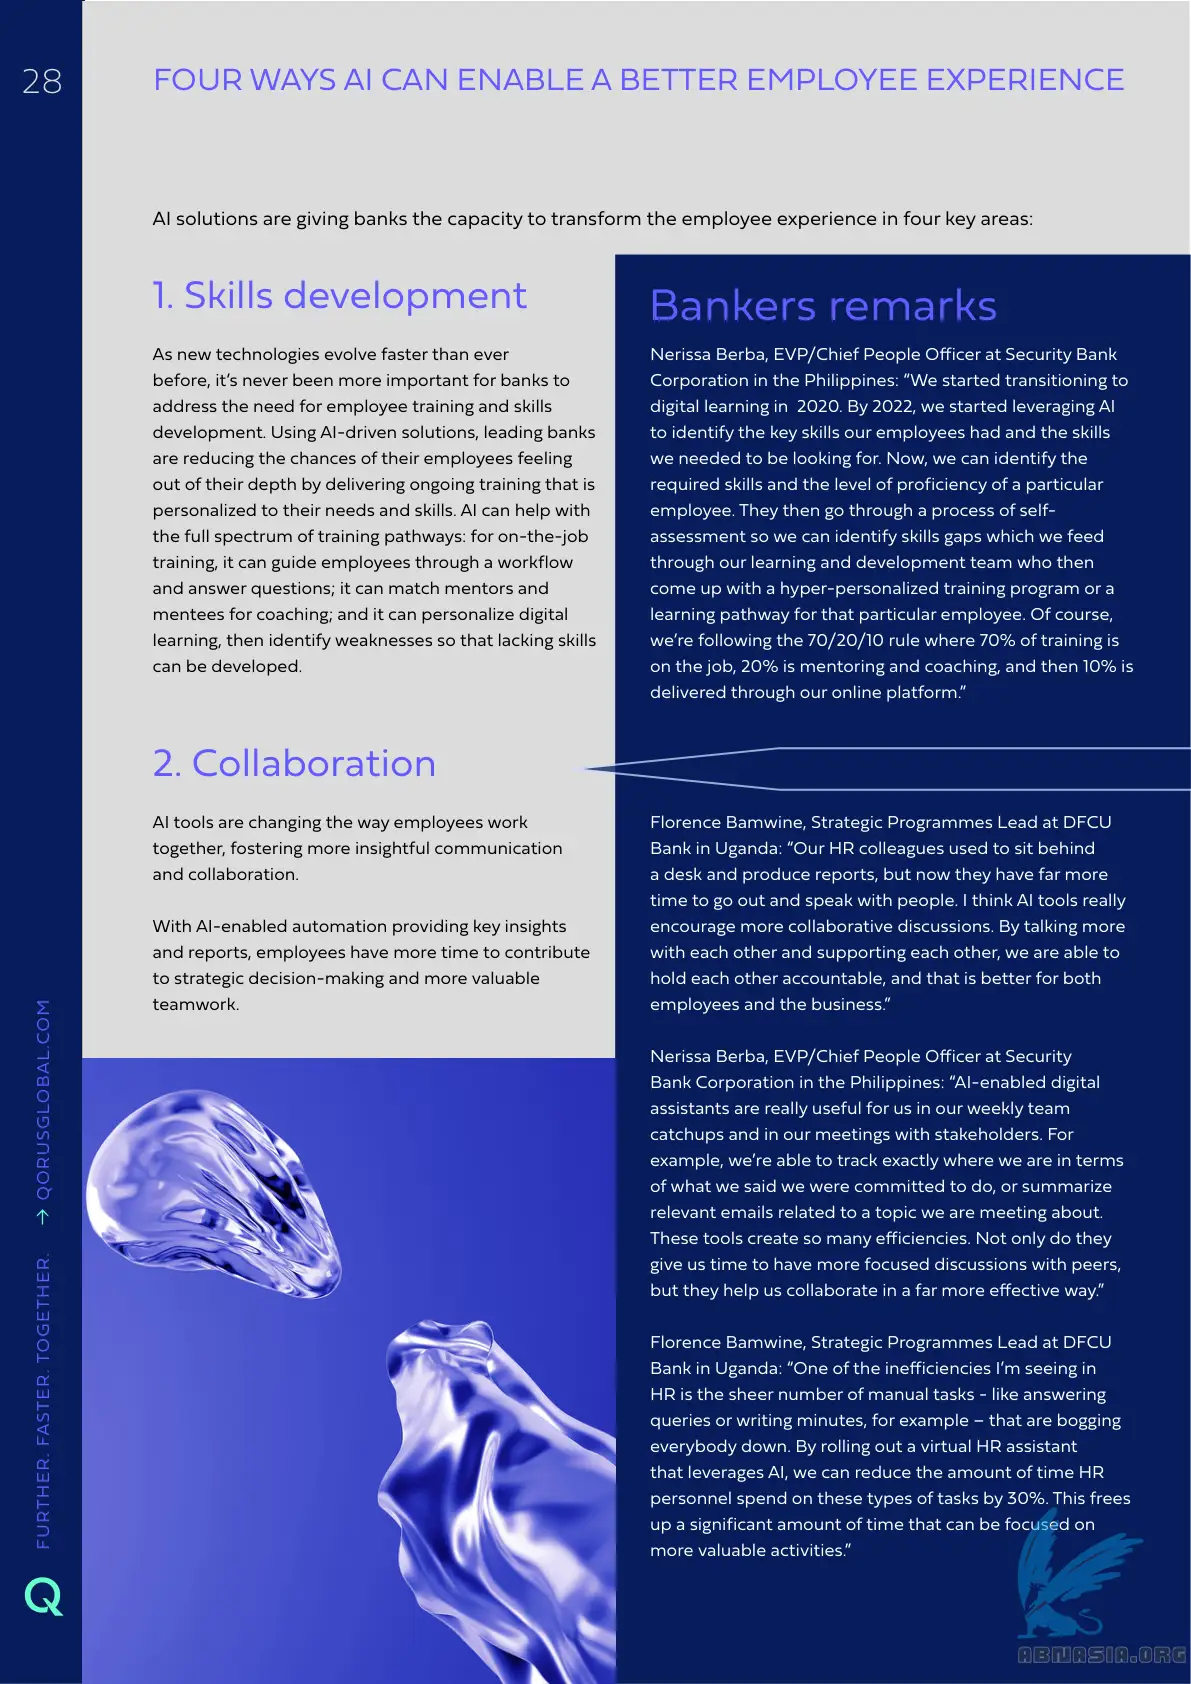 28
FOUR WAYS AI CAN ENABLE A BETTER EMPLOYEE EXPERIENCE
AI solutions are giving banks the capacity to transform the employee experience in four key areas:
1. Skills development
As new technologies evolve faster than ever
before, it’s never been more important for banks to
address the need for employee training and skills
development. Using AI-driven solutions, leading banks
are reducing the chances of their employees feeling
out of their depth by delivering ongoing training that is
personalized to their needs and skills. AI can help with
the full spectrum of training pathways: for on-the-job
training, it can guide employees through a workflow
and answer questions; it can match mentors and
mentees for coaching; and it can personalize digital
learning, then identify weaknesses so that lacking skills
can be developed.
2. Collaboration
AI tools are changing the way employees work
together, fostering more insightful communication
and collaboration.
With AI-enabled automation providing key insights
and reports, employees have more time to contribute
to strategic decision-making and more valuable
teamwork.
Bankers remarks
Nerissa Berba, EVP/Chief People Officer at Security Bank
Corporation in the Philippines: “We started transitioning to
digital learning in  2020. By 2022, we started leveraging AI
to identify the key skills our employees had and the skills
we needed to be looking for. Now, we can identify the
required skills and the level of proficiency of a particular
employee. They then go through a process of self-
assessment so we can identify skills gaps which we feed
through our learning and development team who then
come up with a hyper-personalized training program or a
learning pathway for that particular employee. Of course,
we’re following the 70/20/10 rule where 70% of training is
on the job, 20% is mentoring and coaching, and then 10% is
delivered through our online platform.”
Florence Bamwine, Strategic Programmes Lead at DFCU
Bank in Uganda: “Our HR colleagues used to sit behind
a desk and produce reports, but now they have far more
time to go out and speak with people. I think AI tools really
encourage more collaborative discussions. By talking more
with each other and supporting each other, we are able to
hold each other accountable, and that is better for both
employees and the business.”
Nerissa Berba, EVP/Chief People Officer at Security
Bank Corporation in the Philippines: “AI-enabled digital
assistants are really useful for us in our weekly team
catchups and in our meetings with stakeholders. For
example, we’re able to track exactly where we are in terms
of what we said we were committed to do, or summarize
relevant emails related to a topic we are meeting about.
These tools create so many efficiencies. Not only do they
give us time to have more focused discussions with peers,
but they help us collaborate in a far more effective way.”
Florence Bamwine, Strategic Programmes Lead at DFCU
Bank in Uganda: “One of the inefficiencies I’m seeing in
HR is the sheer number of manual tasks - like answering
queries or writing minutes, for example – that are bogging
everybody down. By rolling out a virtual HR assistant
that leverages AI, we can reduce the amount of time HR
personnel spend on these types of tasks by 30%. This frees
up a significant amount of time that can be focused on
more valuable activities.”
FURTHER. FASTER. TOGETHER. → QORUSGLOBAL.COM
Q
ABNASIA.ORG